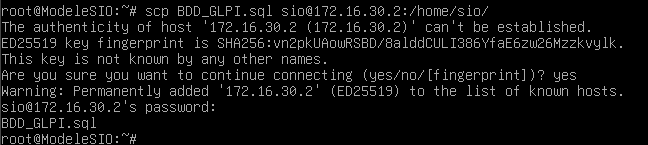 root@ModeleSIO:~# scp BDD_GLPI.sql sio@172.16.30.2:/home/sio/
The authenticity of host '172.16.30.2 (172.16.30.2)' can't be established.
ED25519 key fingerprint is SHA256:vn2pkUAowRSBD/8alddCULI386YfaE6zw26Mzzkvylk.
This key is not known by any other names.
Are you sure you want to continue connecting (yes/no/[fingerprint])? yes
Warning: Permanently added '172.16.30.2' (ED25519) to the list of known hosts.
sio@172.16.30.2's password:
BDD_GLPI.sql
root@ModeleSIO:~#